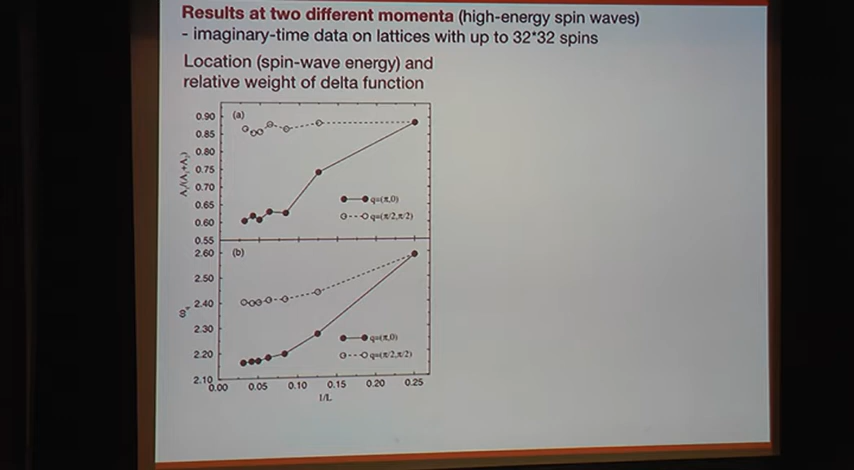 Results at two different momenta (high-energy spin waves)
- imaginary-time data on lattices with up to 32*32 spins
Location (spin-wave energy) and
relative weight of delta function
(a)
0.90
0.85
0.80
0.75
0.70
0.65
0.60
0.55
q=(π,0)
q=(π/2,π/2)
(b)
2.60
2.50
2.40
2.30
2.20
2.10
q=(π,0)
q=(π/2,π/2)
0.00 0.05 0.10 0.15 0.20 0.25
1/L